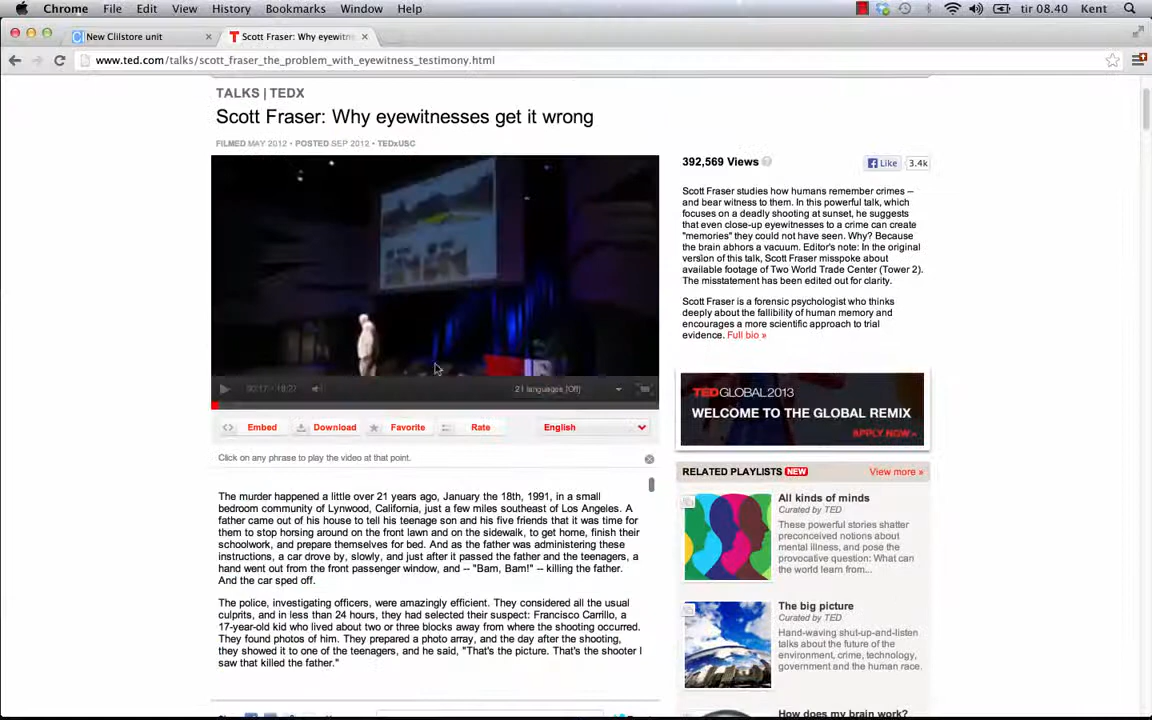 Chrome File Edit View History Bookmarks Window Help tir 08.40 Kent
New Clilstore unit
Scott Fraser: Why eyewitn
www.ted.com/talks/scott_fraser_the_problem_with_eyewitness_testimony.html
TALKS | TEDX
Scott Fraser: Why eyewitnesses get it wrong
FILMED MAY 2012 • POSTED SEP 2012 • TEDxUSC
00:17 / 18:27
21 languages [Off]
Embed Download Favorite Rate English
Click on any phrase to play the video at that point.
The murder happened a little over 21 years ago, January the 18th, 1991, in a small
bedroom community of Lynwood, California, just a few miles southeast of Los Angeles. A
father came out of his house to tell his teenage son and his five friends that it was time for
them to stop horsing around on the front lawn and on the sidewalk, to get home, finish their
schoolwork, and prepare themselves for bed. And as the father was administering these
instructions, a car drove by, slowly, and just after it passed the father and the teenagers, a
hand went out from the front passenger window, and -- "Bam, Bam!" -- killing the father.
And the car sped off.
The police, investigating officers, were amazingly efficient. They considered all the usual
culprits, and in less than 24 hours, they had selected their suspect: Francisco Carrillo, a
17-year-old kid who lived about two or three blocks away from where the shooting occurred.
They found photos of him. They prepared a photo array, and the day after the shooting,
they showed it to one of the teenagers, and he said, "That's the picture. That's the shooter I
saw that killed the father."
392,569 Views
Like 3.4k
Scott Fraser studies how humans remember crimes --
and bear witness to them. In this powerful talk, which
focuses on a deadly shooting at sunset, he suggests
that even close-up eyewitnesses to a crime can create
"memories" they could not have seen. Why? Because
the brain abhors a vacuum. Editor's note: In the original
version of this talk, Scott Fraser misspoke about
available footage of Two World Trade Center (Tower 2).
The misstatement has been edited out for clarity.
Scott Fraser is a forensic psychologist who thinks
deeply about the fallibility of human memory and
encourages a more scientific approach to trial
evidence. Full bio »
TEDGLOBAL2013
WELCOME TO THE GLOBAL REMIX
APPLY NOW»
RELATED PLAYLISTS NEW View more »
All kinds of minds
Curated by TED
These powerful stories shatter
preconceived notions about
mental illness, and pose the
provocative question: What can
the world learn from...
The big picture
Curated by TED
Hand-waving shut-up-and-listen
talks about the future of the
environment, crime, technology,
government and the human race.
How does my brain work?